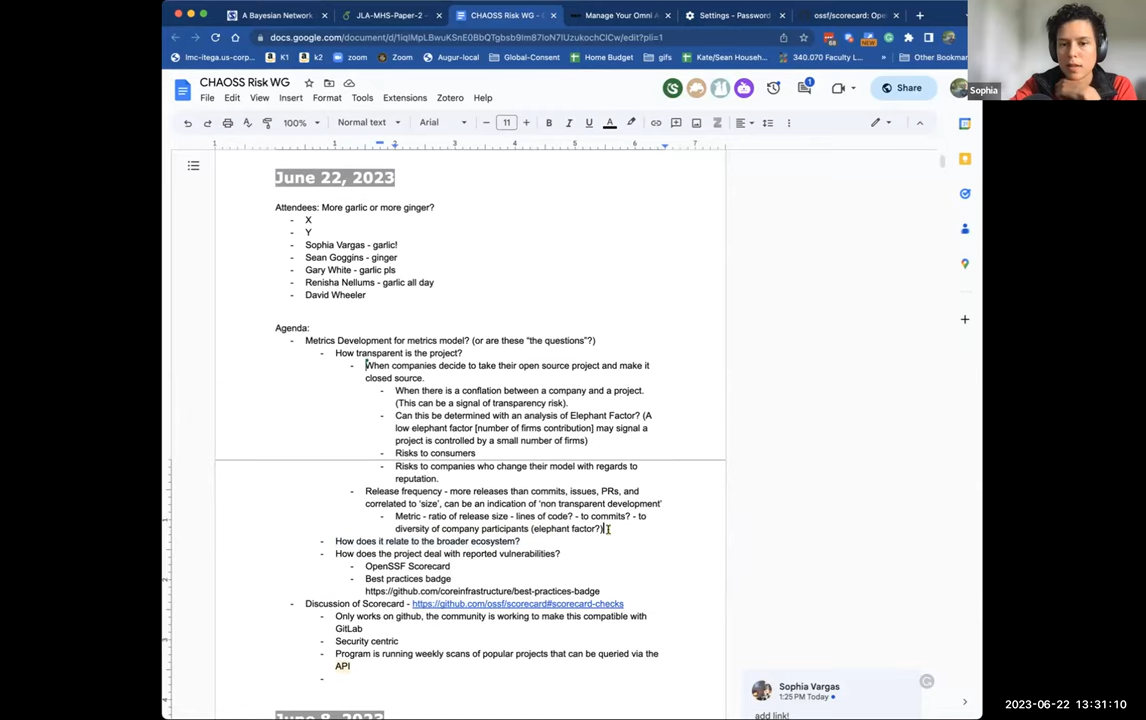 A Bayesian Network
JLA-MHS-Paper-2
CHAOSS Risk WG - G
Manage Your Omni A
Settings - Password
ossf/scorecard: Ope
docs.google.com/document/d/1iqIMpLBwuKSnE0BbQTgbsb9Im87IoN7IUzukochCICw/edit?pli=1
lmc-itega.usc.org
K1
k2
zoom
Zoom
Augur-local
Global-Consent
Home Budget
gifs
Kate/Sean Househ...
340.070 Faculty L...
Other Bookmar
CHAOSS Risk WG
File Edit View Insert Format Tools Extensions Zotero Help
Share
Sophia
100%
Normal text
Arial
11
June 22, 2023
Attendees: More garlic or more ginger?
- X
- Y
- Sophia Vargas - garlic!
- Sean Goggins - ginger
- Gary White - garlic pls
- Renisha Nellums - garlic all day
- David Wheeler
Agenda:
- Metrics Development for metrics model? (or are these “the questions”?)
- How transparent is the project?
- When companies decide to take their open source project and make it
closed source.
- When there is a conflation between a company and a project.
(This can be a signal of transparency risk).
- Can this be determined with an analysis of Elephant Factor? (A
low elephant factor [number of firms contribution] may signal a
project is controlled by a small number of firms)
- Risks to consumers
- Risks to companies who change their model with regards to
reputation.
- Release frequency - more releases than commits, issues, PRs, and
correlated to ‘size’, can be an indication of ‘non transparent development’
- Metric - ratio of release size - lines of code? - to commits? - to
diversity of company participants (elephant factor?)
- How does it relate to the broader ecosystem?
- How does the project deal with reported vulnerabilities?
- OpenSSF Scorecard
- Best practices badge
https://github.com/coreinfrastructure/best-practices-badge
- Discussion of Scorecard - https://github.com/ossf/scorecard#scorecard-checks
- Only works on github, the community is working to make this compatible with
GitLab
- Security centric
- Program is running weekly scans of popular projects that can be queried via the
API
-
June 8, 2023
Sophia Vargas
1:25 PM Today
add link!
2023-06-22 13:31:10